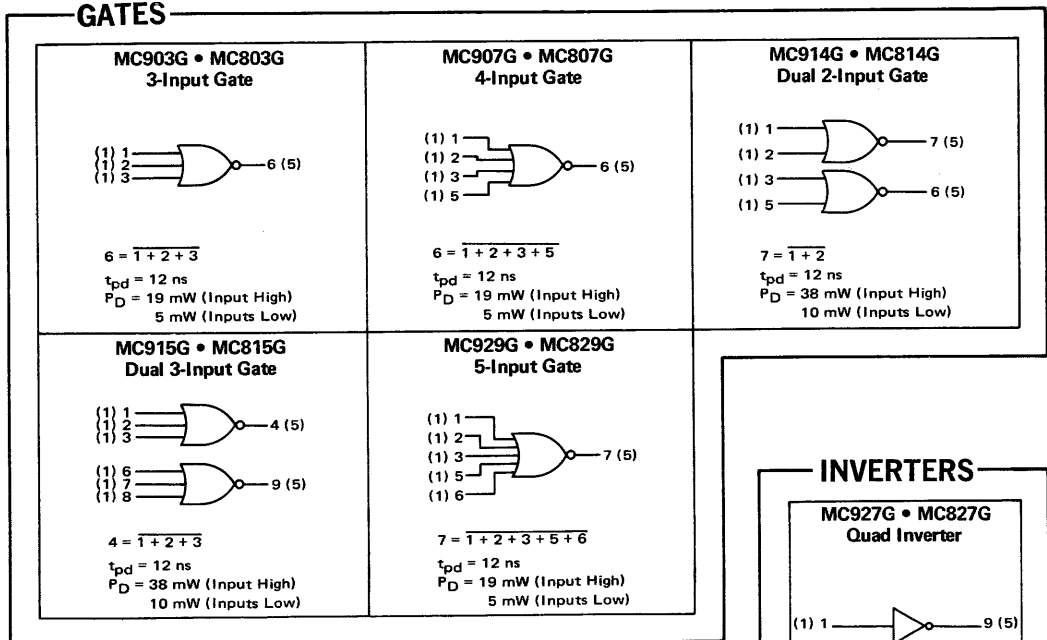 GATES
MC903G • MC803G
3-Input Gate
(1) 1
(1) 2
(1) 3
6 (5)
6 = 1 + 2 + 3
tpd = 12 ns
PD = 19 mW (Input High)
5 mW (Inputs Low)
MC907G • MC807G
4-Input Gate
(1) 1
(1) 2
(1) 3
(1) 5
6 (5)
6 = 1 + 2 + 3 + 5
tpd = 12 ns
PD = 19 mW (Input High)
5 mW (Inputs Low)
MC914G • MC814G
Dual 2-Input Gate
(1) 1
(1) 2
7 (5)
(1) 3
(1) 5
6 (5)
7 = 1 + 2
tpd = 12 ns
PD = 38 mW (Input High)
10 mW (Inputs Low)
MC915G • MC815G
Dual 3-Input Gate
(1) 1
(1) 2
(1) 3
4 (5)
(1) 6
(1) 7
(1) 8
9 (5)
4 = 1 + 2 + 3
tpd = 12 ns
PD = 38 mW (Input High)
10 mW (Inputs Low)
MC929G • MC829G
5-Input Gate
(1) 1
(1) 2
(1) 3
(1) 5
(1) 6
7 (5)
7 = 1 + 2 + 3 + 5 + 6
tpd = 12 ns
PD = 19 mW (Input High)
5 mW (Inputs Low)
INVERTERS
MC927G • MC827G
Quad Inverter
(1) 1
9 (5)